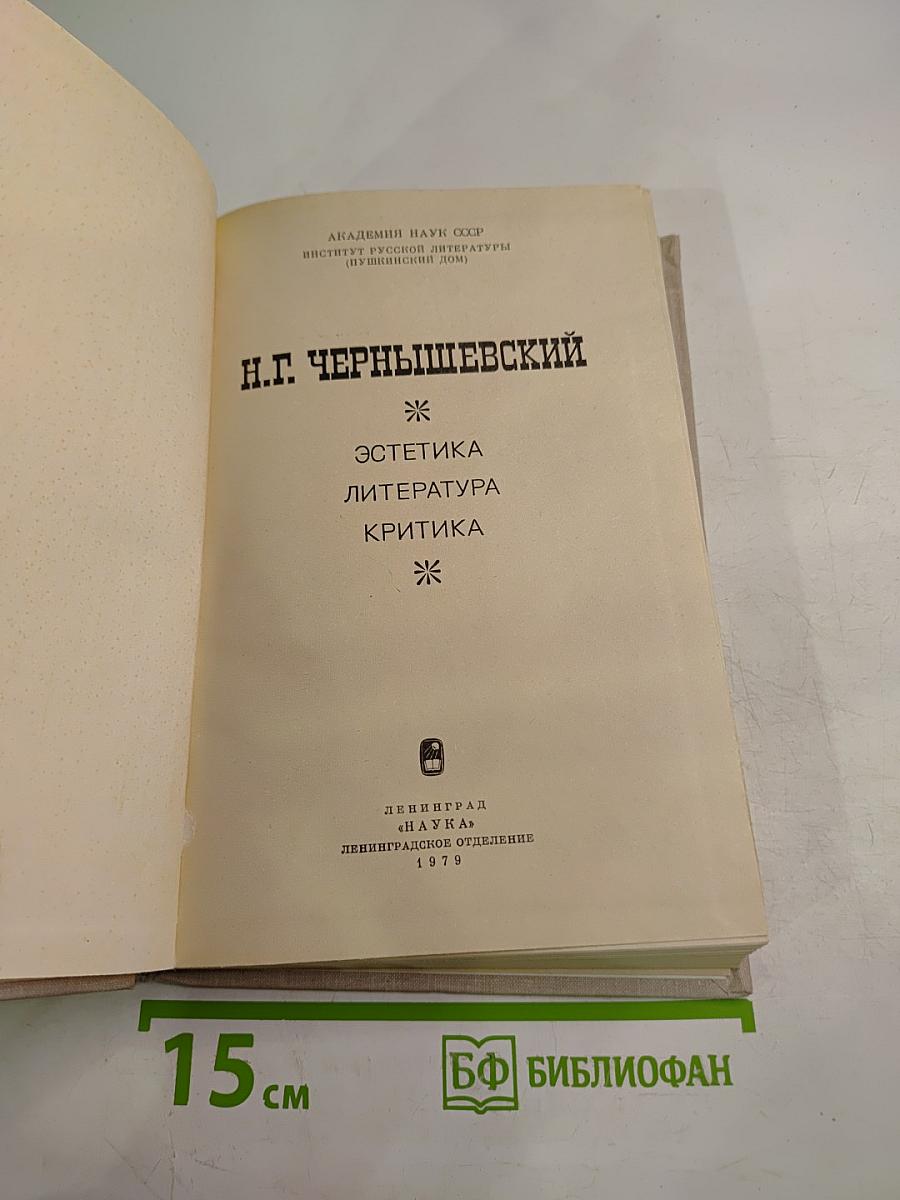 АКАДЕМИЯ НАУК СССР
ИНСТИТУТ РУССКОЙ ЛИТЕРАТУРЫ
(ПУШКИНСКИЙ ДОМ)
Н.Г. ЧЕРНЫШЕВСКИЙ
ЭСТЕТИКА
ЛИТЕРАТУРА
КРИТИКА
ЛЕНИНГРАД
«НАУКА»
ЛЕНИНГРАДСКОЕ ОТДЕЛЕНИЕ
1979
15 см
БФ БИБЛИОФАН